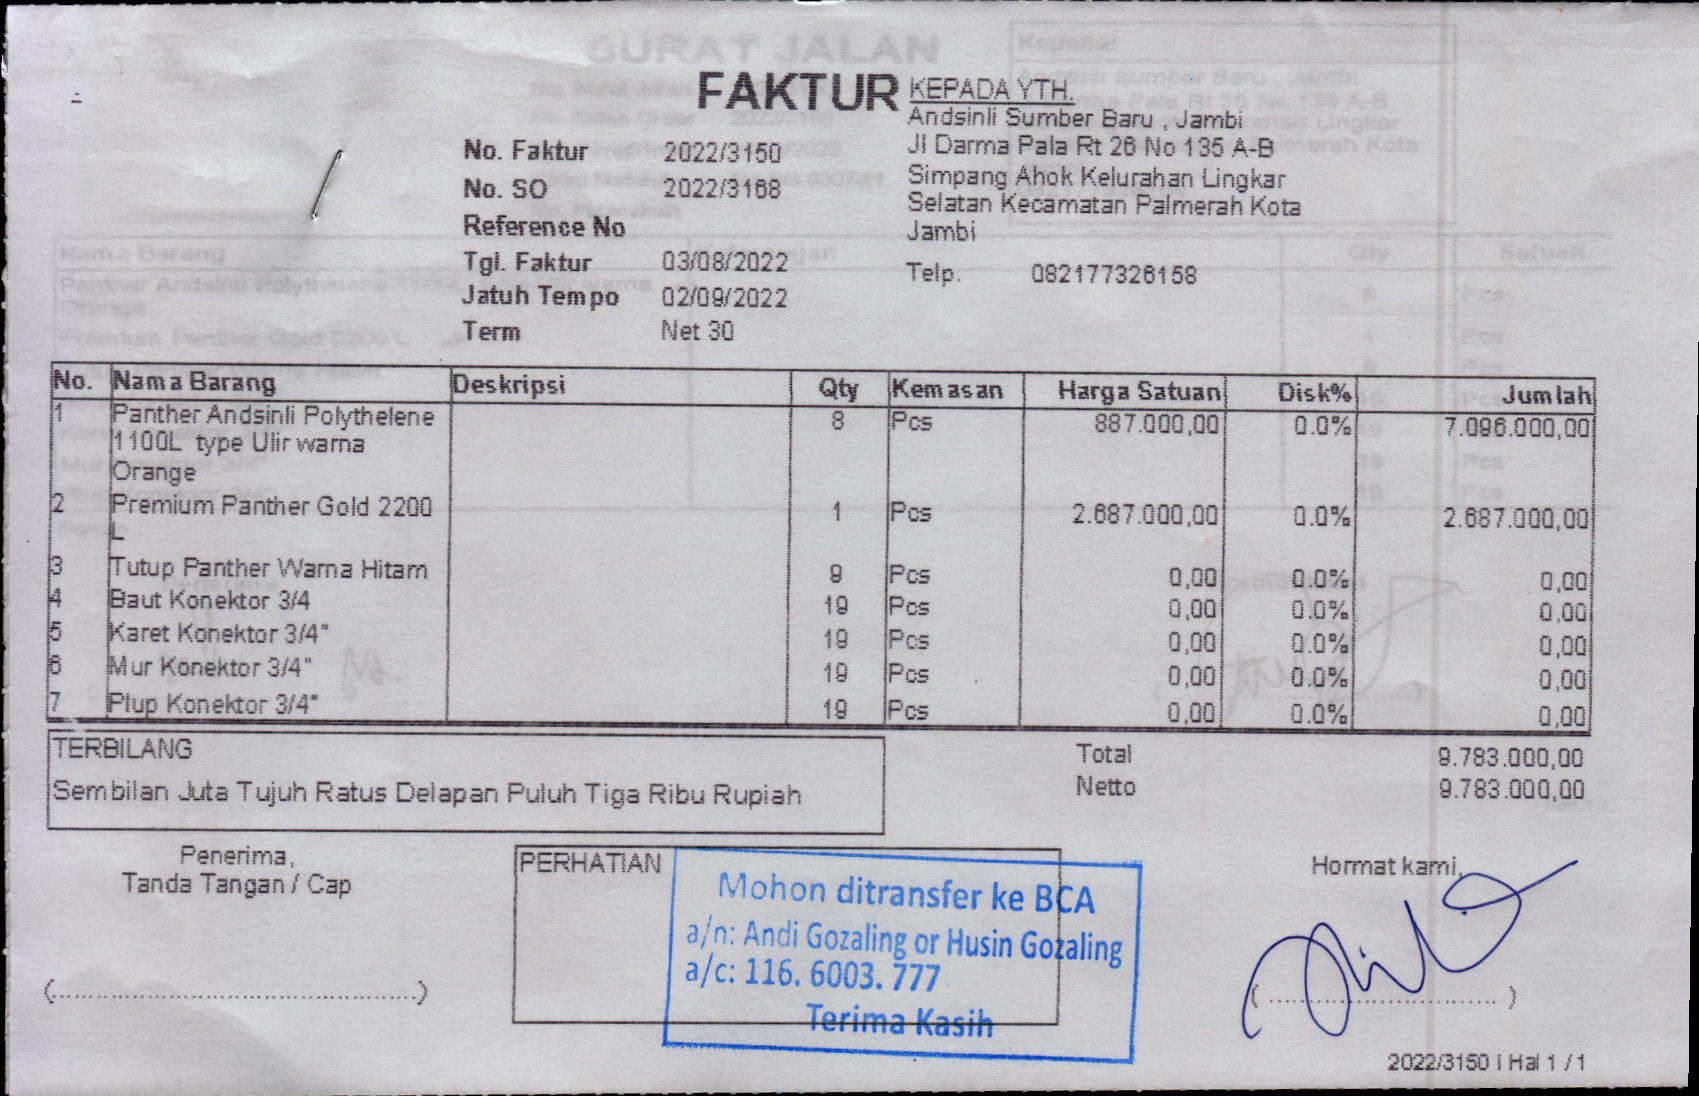 FAKTUR
No. Faktur 2022/3150
No. SO 2022/3168
Reference No
Tgl. Faktur 03/08/2022
Jatuh Tempo 02/09/2022
Term Net 30
KEPADA YTH.
Andsinli Sumber Baru , Jambi
Jl Darma Pala Rt 26 No 135 A-B
Simpang Ahok Kelurahan Lingkar
Selatan Kecamatan Palmerah Kota
Jambi
Telp. 082177326158
No. Nama Barang Deskripsi Qty Kemasan Harga Satuan Disk% Jumlah
1 Panther Andsinli Polythelene 8 Pcs 887.000,00 0.0% 7.096.000,00
1100L type Ulir warna
Orange
2 Premium Panther Gold 2200 1 Pcs 2.687.000,00 0.0% 2.687.000,00
L
3 Tutup Panther Warna Hitam 9 Pcs 0,00 0.0% 0,00
4 Baut Konektor 3/4 19 Pcs 0,00 0.0% 0,00
5 Karet Konektor 3/4" 19 Pcs 0,00 0.0% 0,00
6 Mur Konektor 3/4" 19 Pcs 0,00 0.0% 0,00
7 Plup Konektor 3/4" 19 Pcs 0,00 0.0% 0,00
TERBILANG
Sembilan Juta Tujuh Ratus Delapan Puluh Tiga Ribu Rupiah
Total 9.783.000,00
Netto 9.783.000,00
Penerima,
Tanda Tangan / Cap
(............................................)
PERHATIAN
Mohon ditransfer ke BCA
a/n: Andi Gozaling or Husin Gozaling
a/c: 116. 6003. 777
Terima Kasih
Hormat kami,
( ................................ )
2022/3150 | Hal 1 / 1